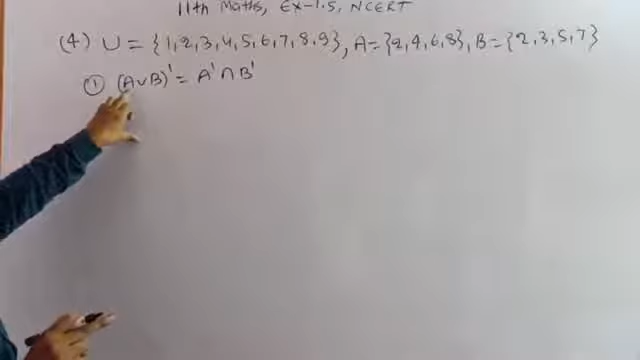 11th Maths, Ex-1.5, NCERT
(4) U = {1,2,3,4,5,6,7,8,9}, A={2,4,6,8}, B={2,3,5,7}
① (A∪B)' = A' ∩ B'